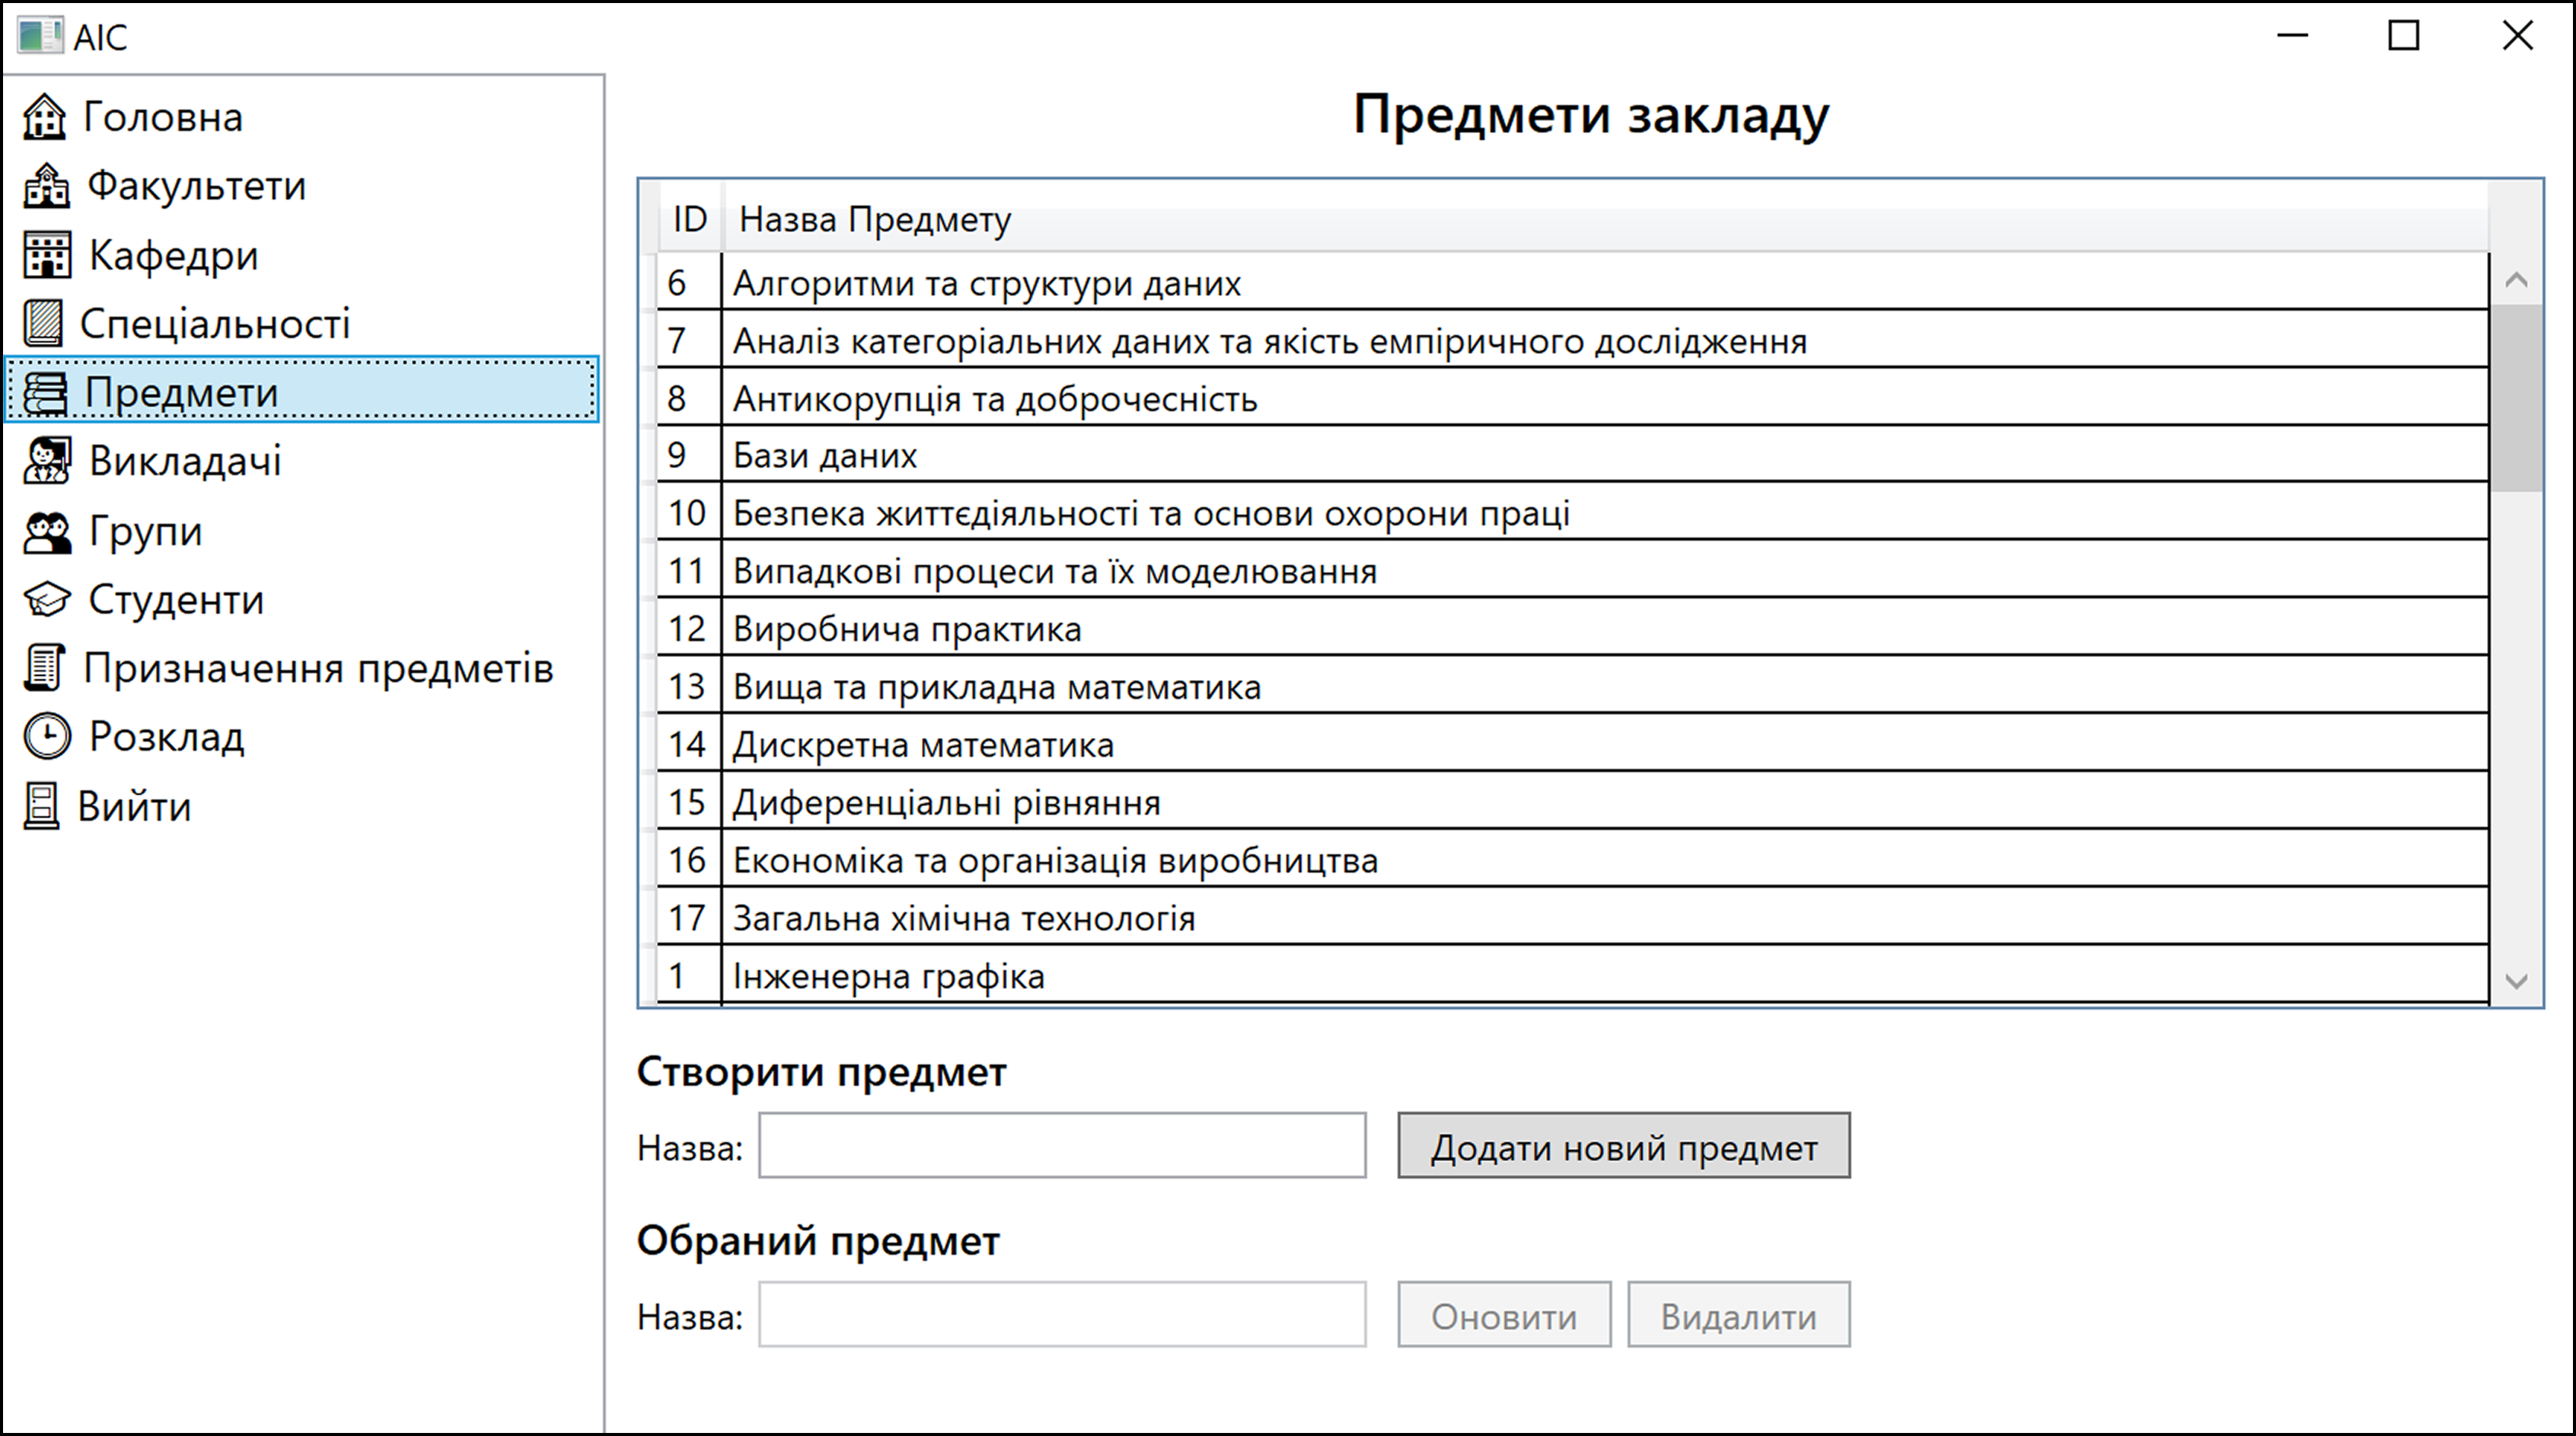 АІС
Головна
Факультети
Кафедри
Спеціальності
Предмети
Викладачі
Групи
Студенти
Призначення предметів
Розклад
Вийти
Предмети закладу
ID Назва Предмету
6 Алгоритми та структури даних
7 Аналіз категоріальних даних та якість емпіричного дослідження
8 Антикорупція та доброчесність
9 Бази даних
10 Безпека життєдіяльності та основи охорони праці
11 Випадкові процеси та їх моделювання
12 Виробнича практика
13 Вища та прикладна математика
14 Дискретна математика
15 Диференціальні рівняння
16 Економіка та організація виробництва
17 Загальна хімічна технологія
1 Інженерна графіка
Створити предмет
Назва: Додати новий предмет
Обраний предмет
Назва: Оновити Видалити